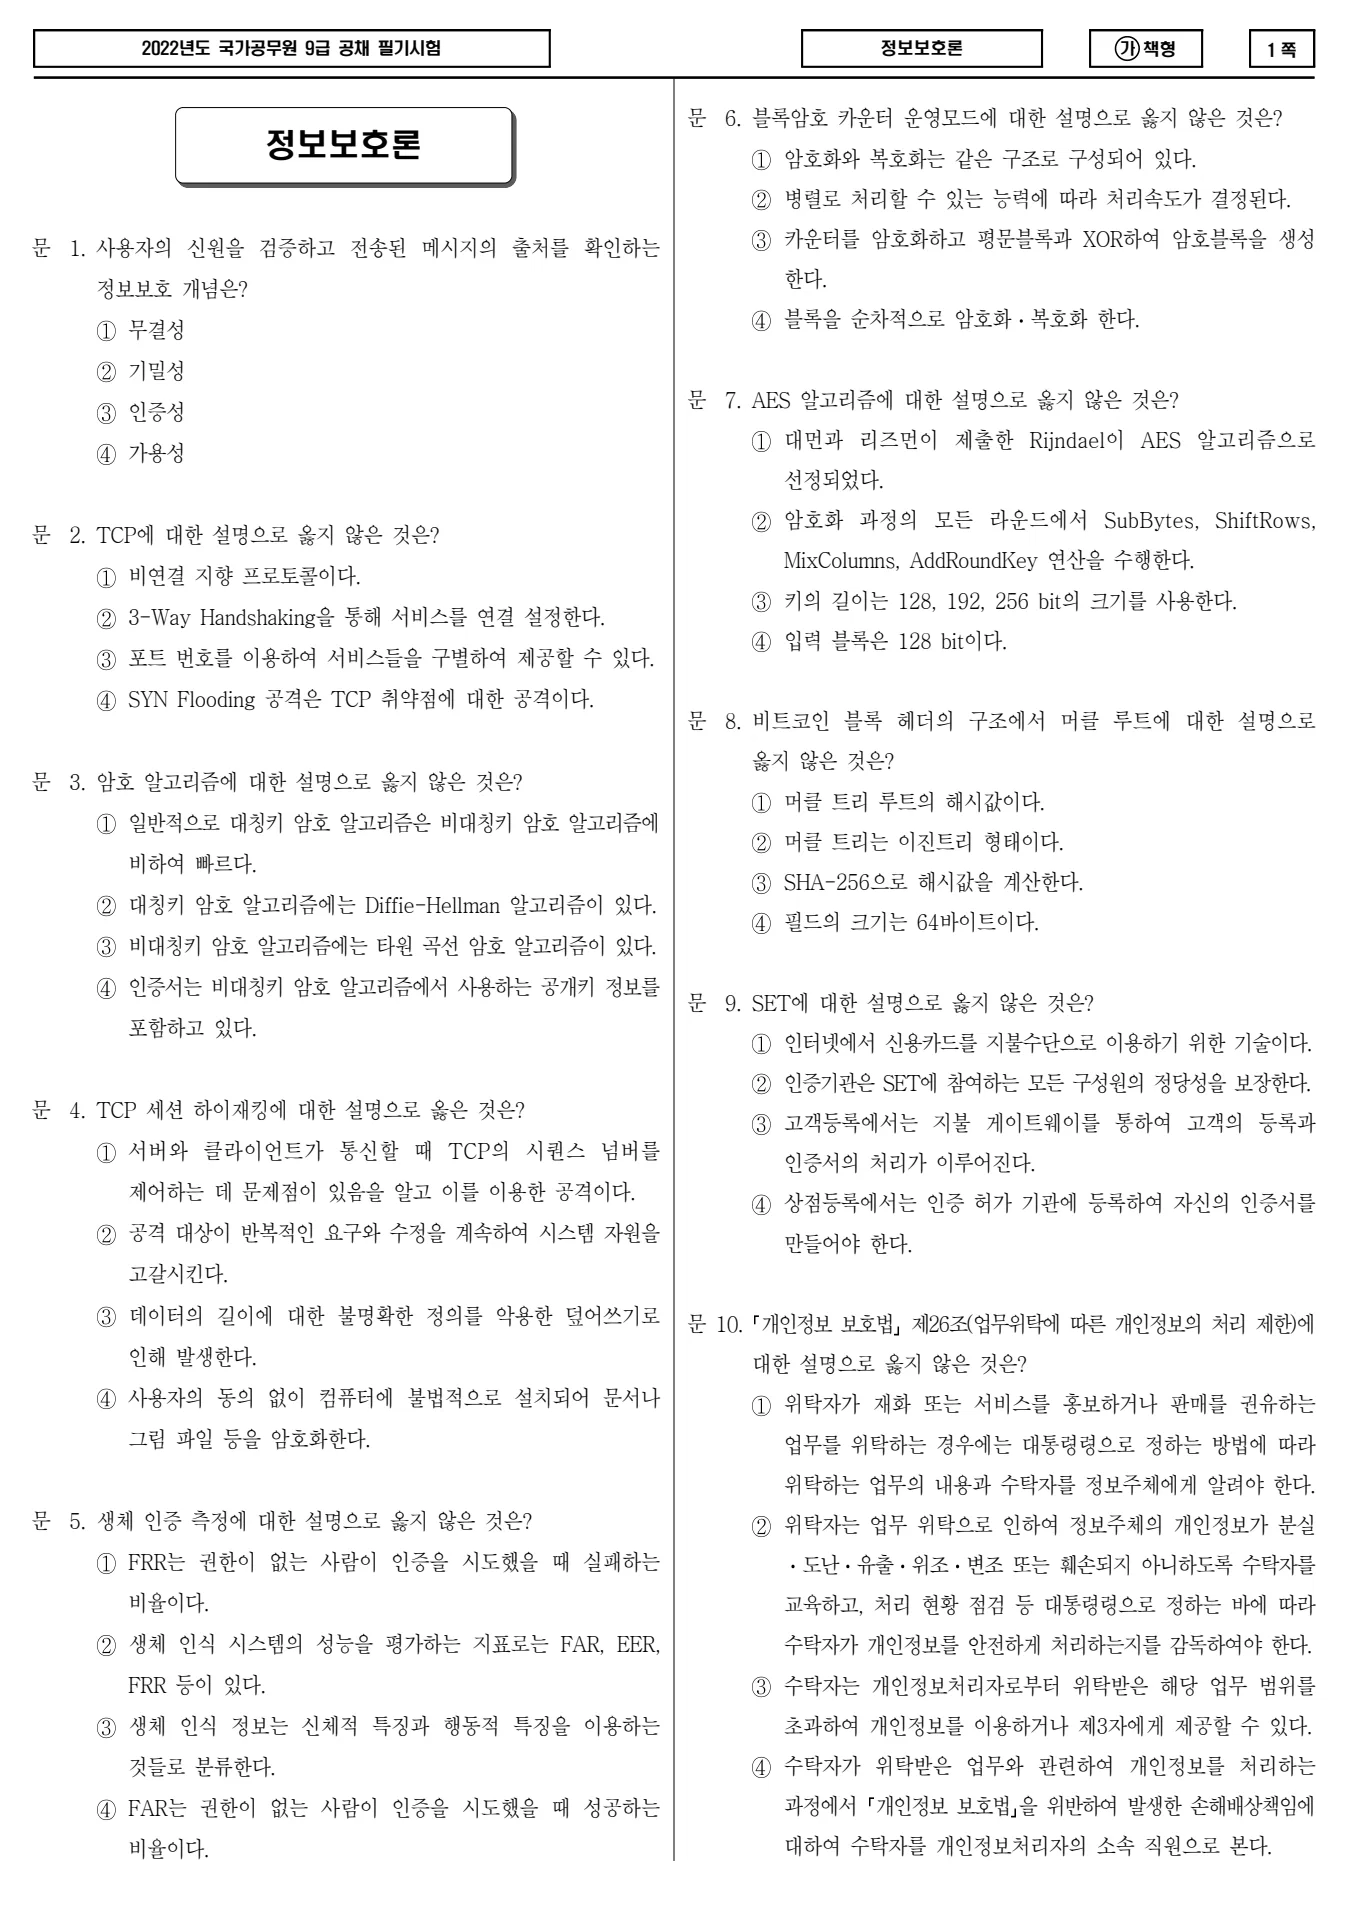 2022년도 국가공무원 9급 공채 필기시험
정보보호론
㉮ 책형
1 쪽
정보보호론
문 1. 사용자의 신원을 검증하고 전송된 메시지의 출처를 확인하는
정보보호 개념은?
① 무결성
② 기밀성
③ 인증성
④ 가용성
문 2. TCP에 대한 설명으로 옳지 않은 것은?
① 비연결 지향 프로토콜이다.
② 3-Way Handshaking을 통해 서비스를 연결 설정한다.
③ 포트 번호를 이용하여 서비스들을 구별하여 제공할 수 있다.
④ SYN Flooding 공격은 TCP 취약점에 대한 공격이다.
문 3. 암호 알고리즘에 대한 설명으로 옳지 않은 것은?
① 일반적으로 대칭키 암호 알고리즘은 비대칭키 암호 알고리즘에
비하여 빠르다.
② 대칭키 암호 알고리즘에는 Diffie-Hellman 알고리즘이 있다.
③ 비대칭키 암호 알고리즘에는 타원 곡선 암호 알고리즘이 있다.
④ 인증서는 비대칭키 암호 알고리즘에서 사용하는 공개키 정보를
포함하고 있다.
문 4. TCP 세션 하이재킹에 대한 설명으로 옳은 것은?
① 서버와 클라이언트가 통신할 때 TCP의 시퀀스 넘버를
제어하는 데 문제점이 있음을 알고 이를 이용한 공격이다.
② 공격 대상이 반복적인 요구와 수정을 계속하여 시스템 자원을
고갈시킨다.
③ 데이터의 길이에 대한 불명확한 정의를 악용한 덮어쓰기로
인해 발생한다.
④ 사용자의 동의 없이 컴퓨터에 불법적으로 설치되어 문서나
그림 파일 등을 암호화한다.
문 5. 생체 인증 측정에 대한 설명으로 옳지 않은 것은?
① FRR는 권한이 없는 사람이 인증을 시도했을 때 실패하는
비율이다.
② 생체 인식 시스템의 성능을 평가하는 지표로는 FAR, EER,
FRR 등이 있다.
③ 생체 인식 정보는 신체적 특징과 행동적 특징을 이용하는
것들로 분류한다.
④ FAR는 권한이 없는 사람이 인증을 시도했을 때 성공하는
비율이다.
문 6. 블록암호 카운터 운영모드에 대한 설명으로 옳지 않은 것은?
① 암호화와 복호화는 같은 구조로 구성되어 있다.
② 병렬로 처리할 수 있는 능력에 따라 처리속도가 결정된다.
③ 카운터를 암호화하고 평문블록과 XOR하여 암호블록을 생성
한다.
④ 블록을 순차적으로 암호화·복호화 한다.
문 7. AES 알고리즘에 대한 설명으로 옳지 않은 것은?
① 대먼과 리즈먼이 제출한 Rijndael이 AES 알고리즘으로
선정되었다.
② 암호화 과정의 모든 라운드에서 SubBytes, ShiftRows,
MixColumns, AddRoundKey 연산을 수행한다.
③ 키의 길이는 128, 192, 256 bit의 크기를 사용한다.
④ 입력 블록은 128 bit이다.
문 8. 비트코인 블록 헤더의 구조에서 머클 루트에 대한 설명으로
옳지 않은 것은?
① 머클 트리 루트의 해시값이다.
② 머클 트리는 이진트리 형태이다.
③ SHA-256으로 해시값을 계산한다.
④ 필드의 크기는 64바이트이다.
문 9. SET에 대한 설명으로 옳지 않은 것은?
① 인터넷에서 신용카드를 지불수단으로 이용하기 위한 기술이다.
② 인증기관은 SET에 참여하는 모든 구성원의 정당성을 보장한다.
③ 고객등록에서는 지불 게이트웨이를 통하여 고객의 등록과
인증서의 처리가 이루어진다.
④ 상점등록에서는 인증 허가 기관에 등록하여 자신의 인증서를
만들어야 한다.
문 10. 「개인정보 보호법」 제26조(업무위탁에 따른 개인정보의 처리 제한)에
대한 설명으로 옳지 않은 것은?
① 위탁자가 재화 또는 서비스를 홍보하거나 판매를 권유하는
업무를 위탁하는 경우에는 대통령령으로 정하는 방법에 따라
위탁하는 업무의 내용과 수탁자를 정보주체에게 알려야 한다.
② 위탁자는 업무 위탁으로 인하여 정보주체의 개인정보가 분실
·도난·유출·위조·변조 또는 훼손되지 아니하도록 수탁자를
교육하고, 처리 현황 점검 등 대통령령으로 정하는 바에 따라
수탁자가 개인정보를 안전하게 처리하는지를 감독하여야 한다.
③ 수탁자는 개인정보처리자로부터 위탁받은 해당 업무 범위를
초과하여 개인정보를 이용하거나 제3자에게 제공할 수 있다.
④ 수탁자가 위탁받은 업무와 관련하여 개인정보를 처리하는
과정에서 「개인정보 보호법」을 위반하여 발생한 손해배상책임에
대하여 수탁자를 개인정보처리자의 소속 직원으로 본다.